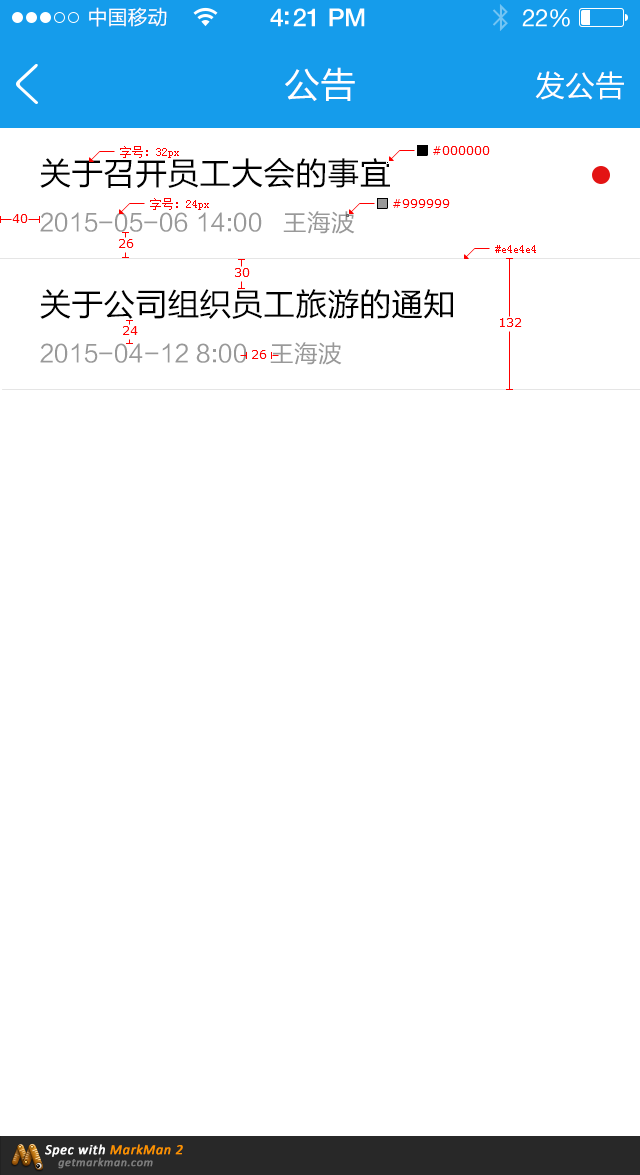 中国移动 4:21 PM 22%
公告 发公告
字号: 32px #000000
关于召开员工大会的事宜
字号: 24px #999999
40 2015-05-06 14:00 王海波
26 #e4e4e4
30
关于公司组织员工旅游的通知
24 132
2015-04-12 8:00 26 王海波
Spec with MarkMan 2
getmarkman.com